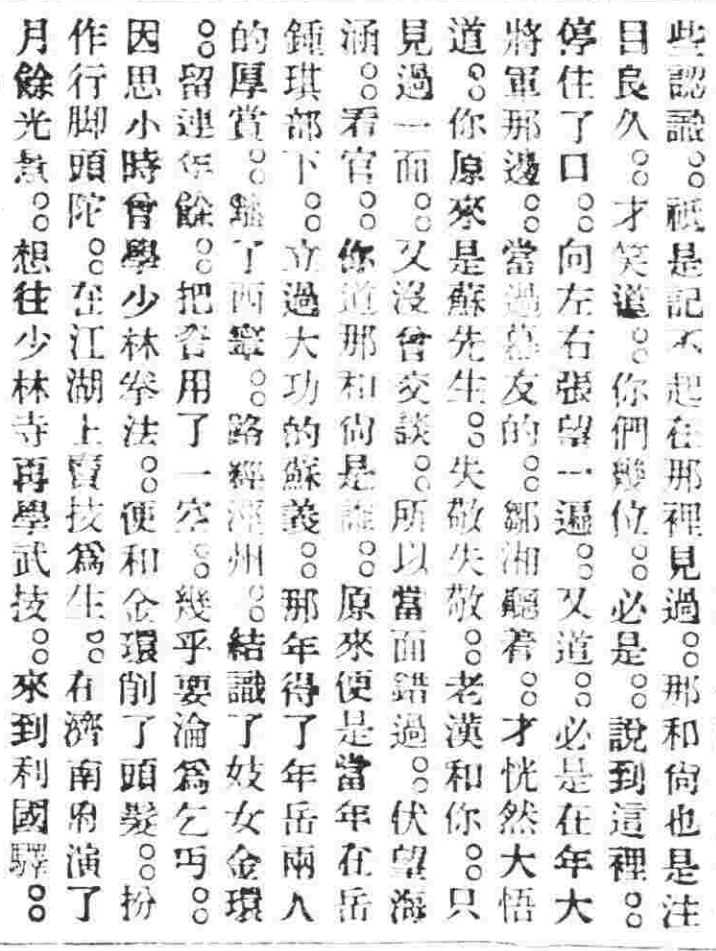 些認識。。祇是記不起在那裡見過。。那和尙也是注
目良久。。才笑道。。你們幾位。。必是。。說到這裡。。
停住了口。。向左右張望一遍。。又道。。必是在年大
將軍那邊。。當過幕友的。。鄒湘聽着。。才恍然大悟
道。。你原來是蘇先生。。失敬失敬。。老漢和你。。只
見過一面。。又沒曾交談。。所以當面錯過。。伏望海
涵。。看官。。你道那和尙是誰。。原來便是當年在岳
鍾琪部下。。立過大功的蘇義。。那年得了年岳兩人
的厚賞。。離了西寧。。路經涇州。。結識了妓女金環
。。留連年餘。。把資用了一空。。幾乎要淪爲乞丐。。
因思小時曾學少林拳法。。便和金環削了頭髮。。扮
作行脚頭陀。。在江湖上賣技爲生。。在濟南府演了
月餘光景。。想往少林寺再學武技。。來到利國驛。。